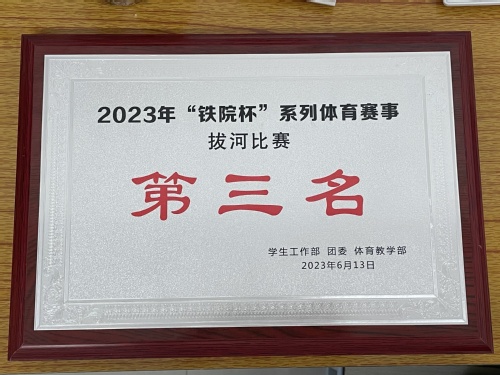 2023年“铁院杯”系列体育赛事
拔河比赛
第三名
学生工作部 团委 体育教学部
2023年6月13日